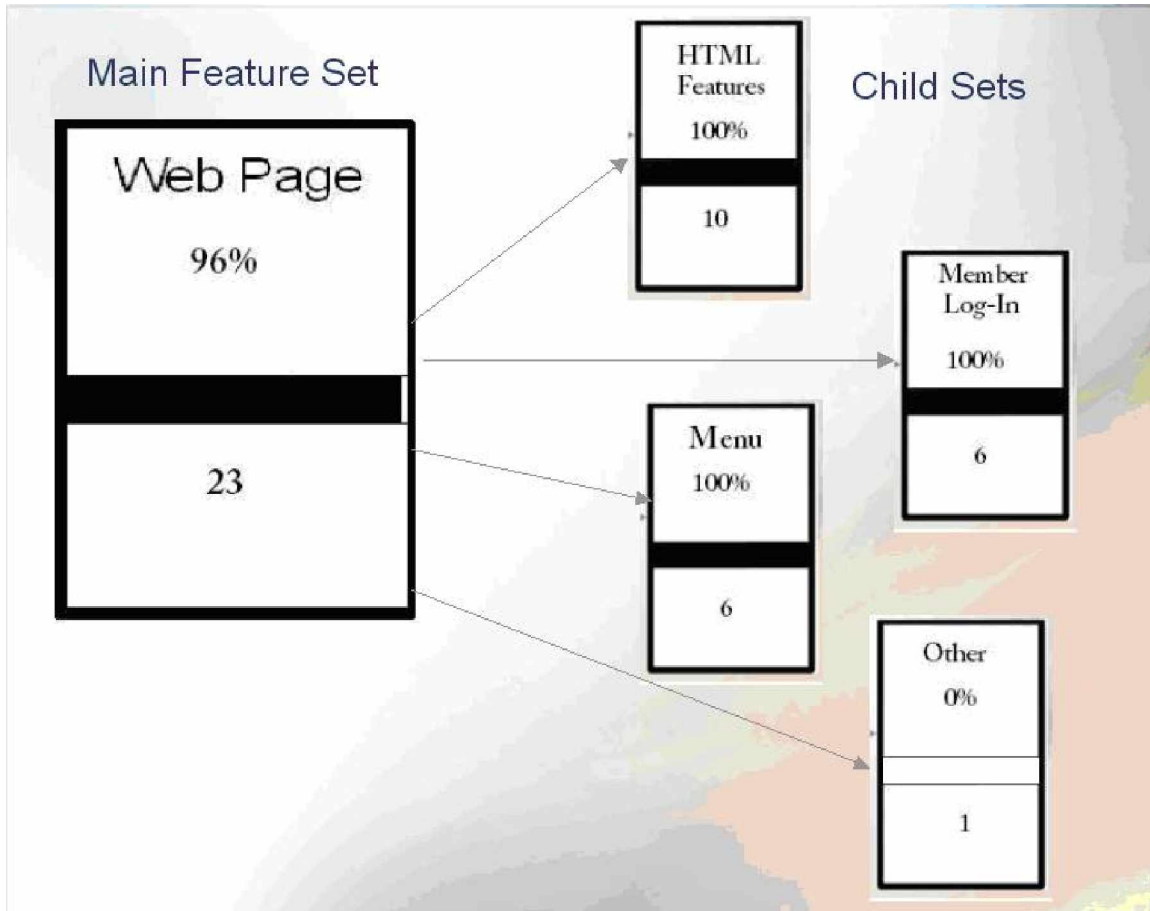 Main Feature Set
Web Page
96%
23
Child Sets
HTML
Features
100%
10
Member
Log-In
100%
6
Menu
100%
6
Other
0%
1